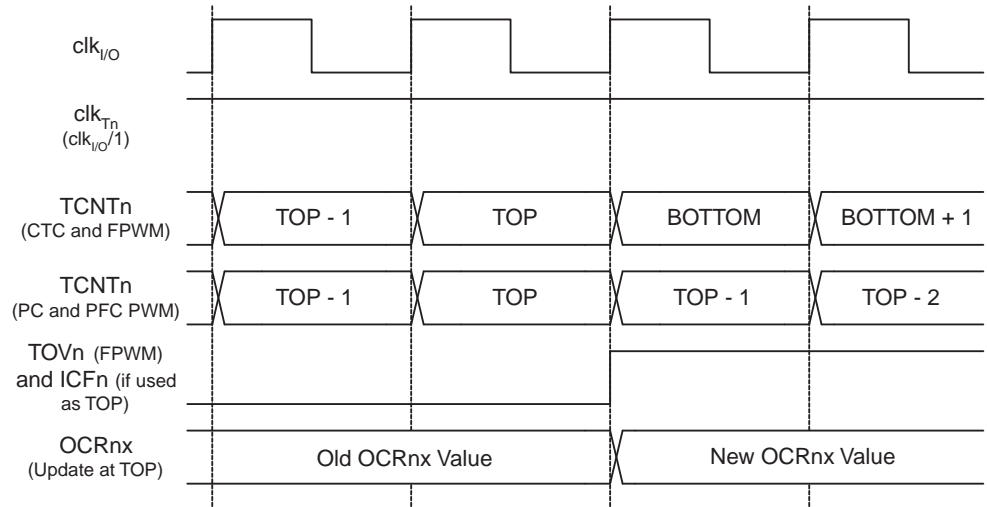 clkI/O
clkTn
(clkI/O/1)
TCNTn
(CTC and FPWM)
TOP - 1
TOP
BOTTOM
BOTTOM + 1
TCNTn
(PC and PFC PWM)
TOP - 1
TOP
TOP - 1
TOP - 2
TOVn (FPWM)
and ICFn (if used
as TOP)
OCRnx
(Update at TOP)
Old OCRnx Value
New OCRnx Value